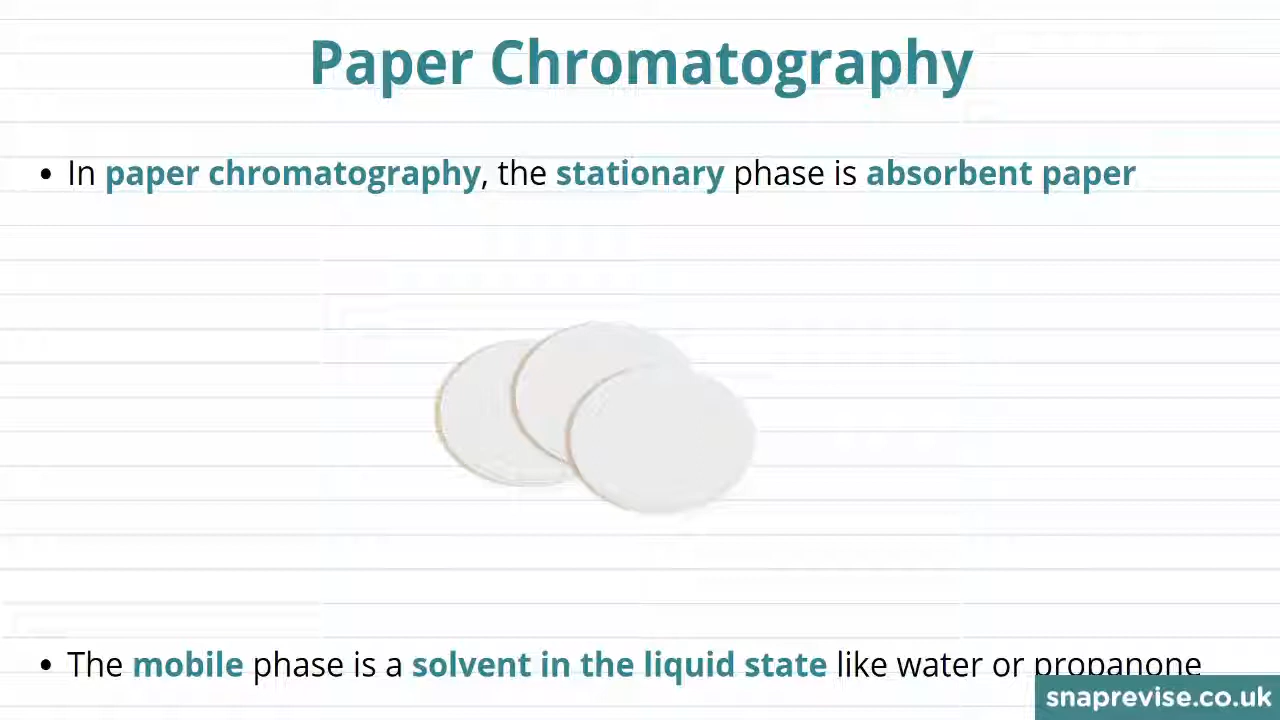 Paper Chromatography
• In paper chromatography, the stationary phase is absorbent paper
• The mobile phase is a solvent in the liquid state like water or propanone
snaprevise.co.uk